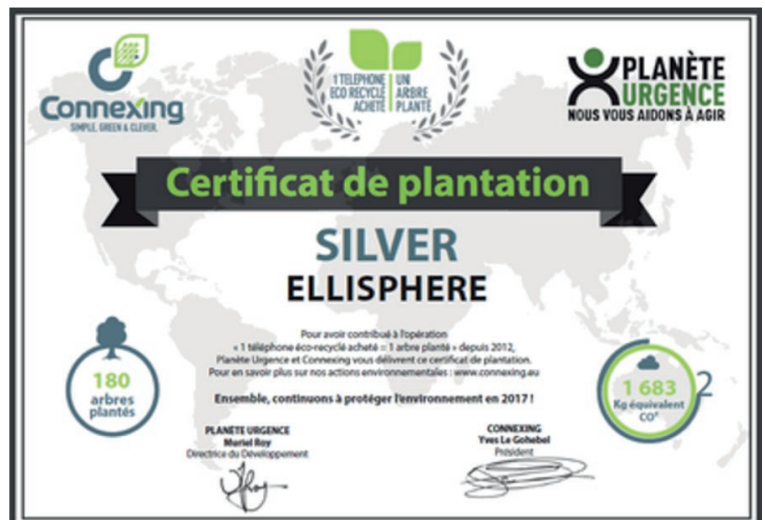 Connexing
SIMPLE, GREEN & CLEVER.
1 TELEPHONE
ECO RECYCLÉ
ACHETÉ
UN
ARBRE
PLANTÉ
PLANÈTE
URGENCE
NOUS VOUS AIDONS À AGIR
Certificat de plantation
SILVER
ELLISPHERE
Pour avoir contribué à l'opération
« 1 téléphone éco-recyclé acheté = 1 arbre planté » depuis 2012,
Planète Urgence et Connexing vous délivrent ce certificat de plantation.
Pour en savoir plus sur nos actions environnementales : www.connexing.eu
Ensemble, continuons à protéger l'environnement en 2017 !
180
arbres
plantés
1 683
Kg équivalent
CO²
2
PLANÈTE URGENCE
Muriel Roy
Directrice du Développement
CONNEXING
Yves Le Gohebel
Président